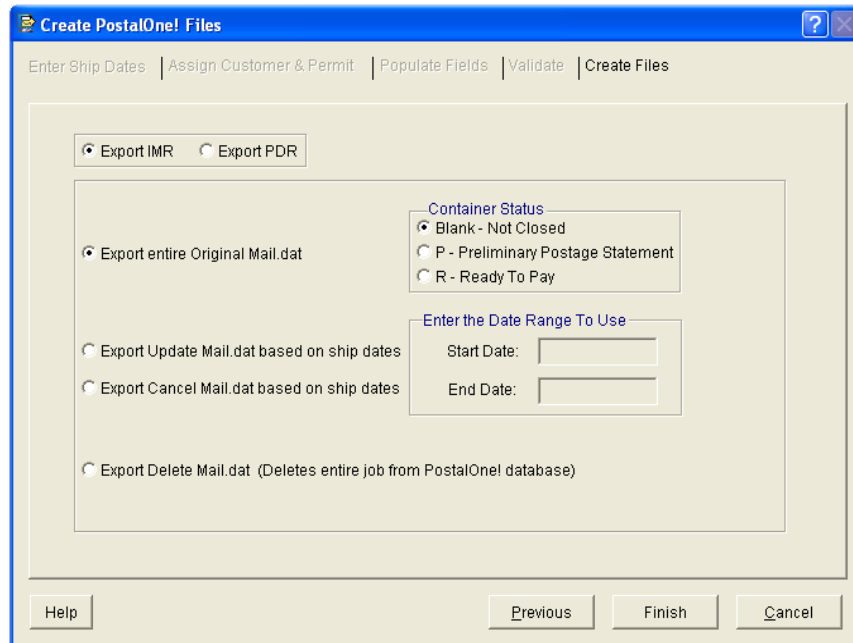 Create PostalOne! Files
Enter Ship Dates Assign Customer & Permit Populate Fields Validate Create Files
Export IMR Export PDR
Container Status
Blank - Not Closed
Export entire Original Mail.dat
P - Preliminary Postage Statement
R - Ready To Pay
Enter the Date Range To Use
Export Update Mail.dat based on ship dates Start Date:
Export Cancel Mail.dat based on ship dates End Date:
Export Delete Mail.dat (Deletes entire job from PostalOne! database)
Help Previous Finish Cancel